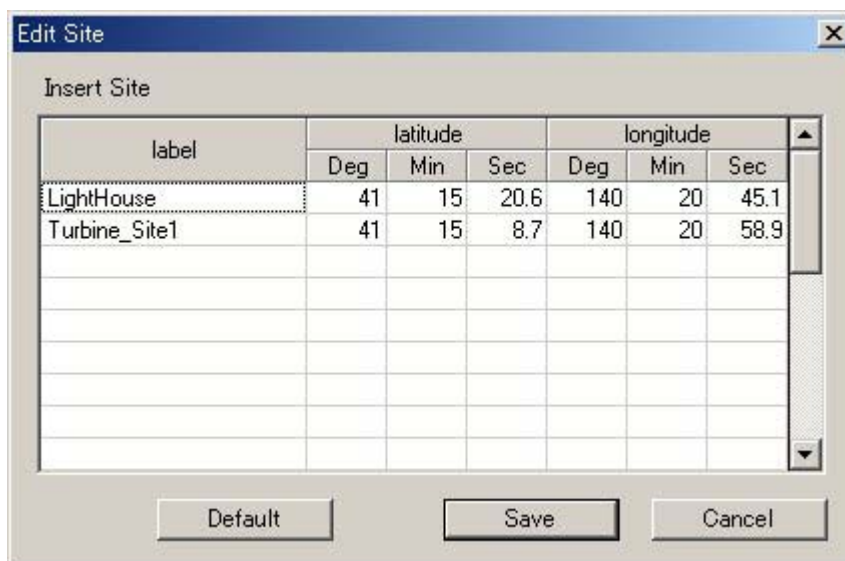 Edit Site
Insert Site
label latitude longitude
Deg Min Sec Deg Min Sec
LightHouse 41 15 20.6 140 20 45.1
Turbine_Site1 41 15 8.7 140 20 58.9
Default Save Cancel